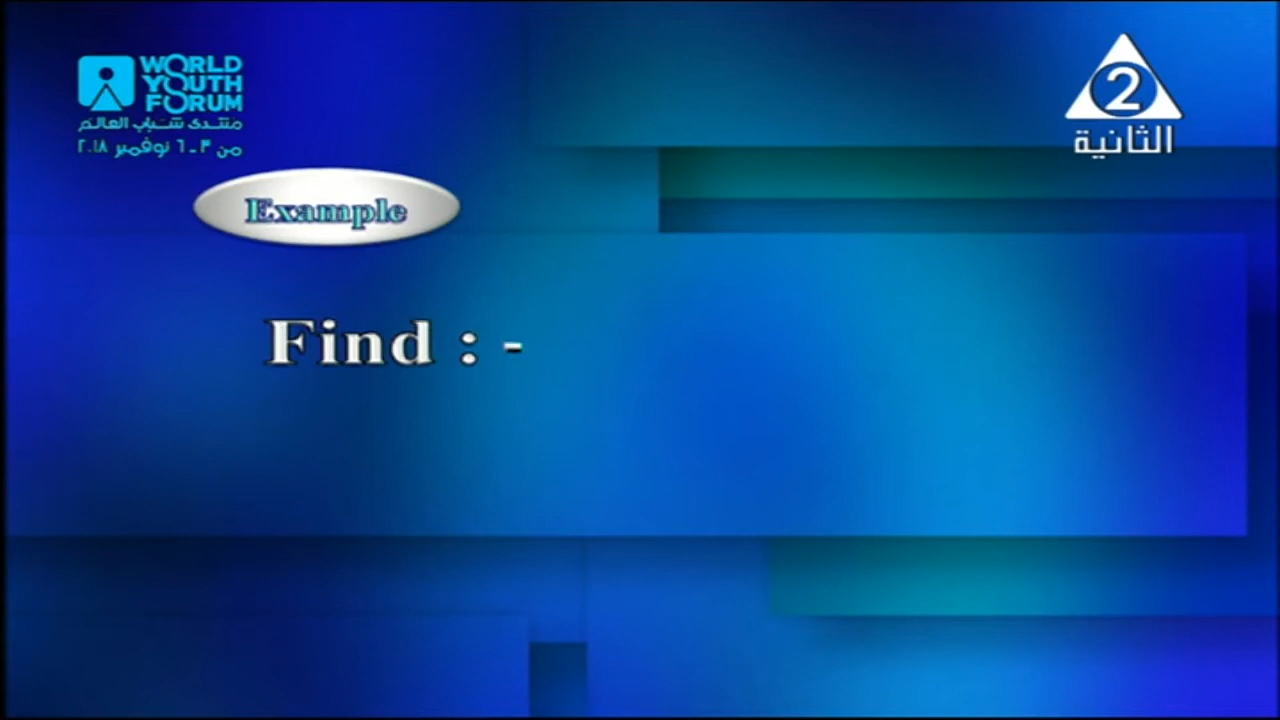 WORLD
YOUTH
FORUM
منتدى شباب العالم
من ٣ - ٦ نوفمبر ٢٠١٨
2
الثانية
Example
Find : -